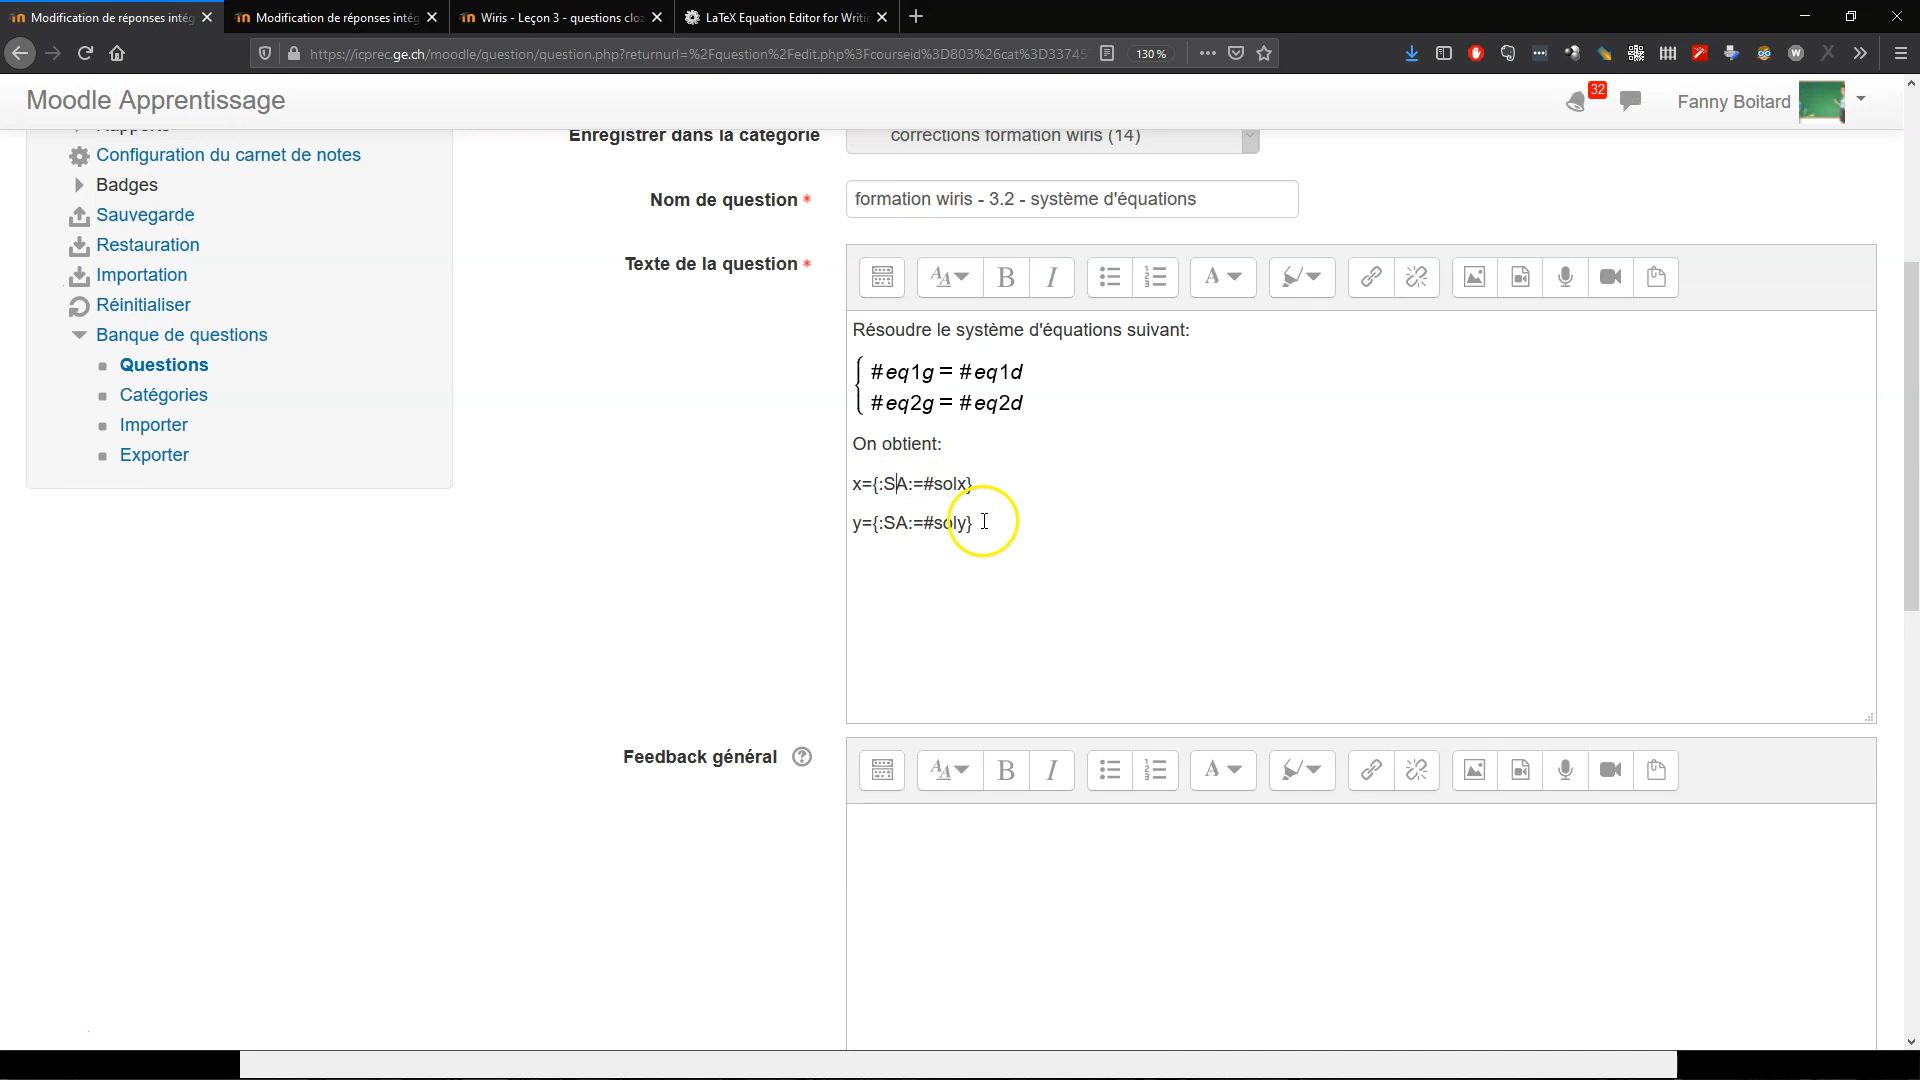 Modification de réponses intég
Modification de réponses intég
Wiris - Leçon 3 - questions cloz
LaTeX Equation Editor for Writi
https://icprec.ge.ch/moodle/question/question.php?returnurl=%2Fquestion%2Fedit.php%3Fcourseid%3D803%26cat%3D33745
130 %
Moodle Apprentissage
32
Fanny Boitard
Rapports
Configuration du carnet de notes
Badges
Sauvegarde
Restauration
Importation
Réinitialiser
Banque de questions
Questions
Catégories
Importer
Exporter
Enregistrer dans la catégorie
corrections formation wiris (14)
Nom de question *
formation wiris - 3.2 - système d'équations
Texte de la question *
Résoudre le système d'équations suivant:
#eq1g = #eq1d
#eq2g = #eq2d
On obtient:
x={:SA:=#solx}
y={:SA:=#soly}
Feedback général